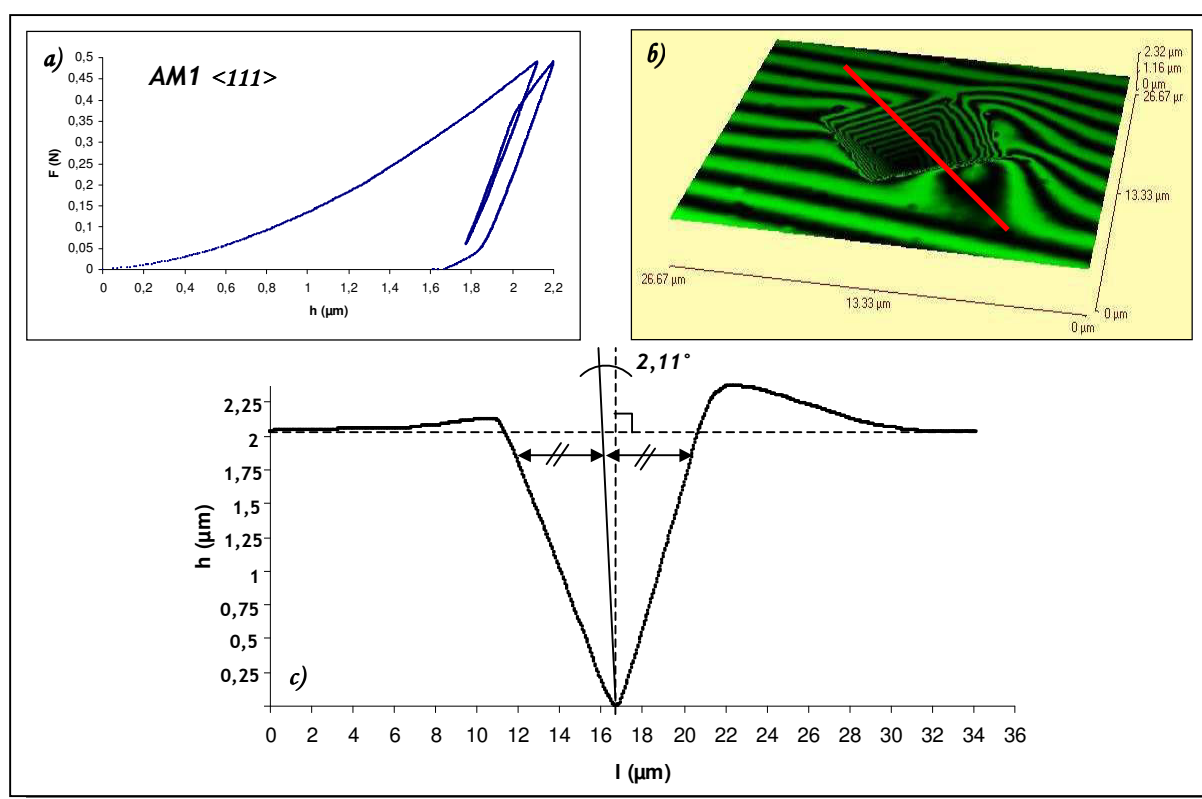 a)
AM1 <111>
0,5
0,45
0,4
0,35
0,3
0,25
0,2
0,15
0,1
0,05
0
F (N)
0 0,2 0,4 0,6 0,8 1 1,2 1,4 1,6 1,8 2 2,2
h (µm)
б)
2.32 µm
1.16 µm
0 µm
26.67 µr
13.33 µm
0 µm
26.67 µm
13.33 µm
0 µm
2,11°
2,25
2
1,75
1,5
1,25
1
0,75
0,5
0,25
h (µm)
c)
0 2 4 6 8 10 12 14 16 18 20 22 24 26 28 30 32 34 36
l (µm)